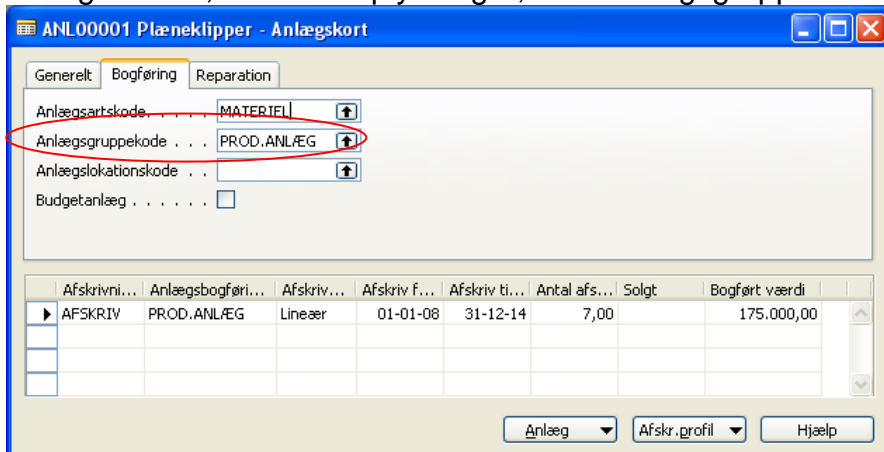 ANL00001 Plæneklipper - Anlægskort
Generelt Bogføring Reparation
Anlægsartskode. . . . . MATERIEL
Anlægsgruppekode . . . PROD.ANLÆG
Anlægslokationskode . .
Budgetanlæg . . . . . .
Afskrivni... Anlægsbogføri... Afskriv... Afskriv f... Afskriv ti... Antal afs... Solgt Bogført værdi
AFSKRIV PROD.ANLÆG Lineær 01-01-08 31-12-14 7,00 175.000,00
Anlæg Afskr.profil Hjælp